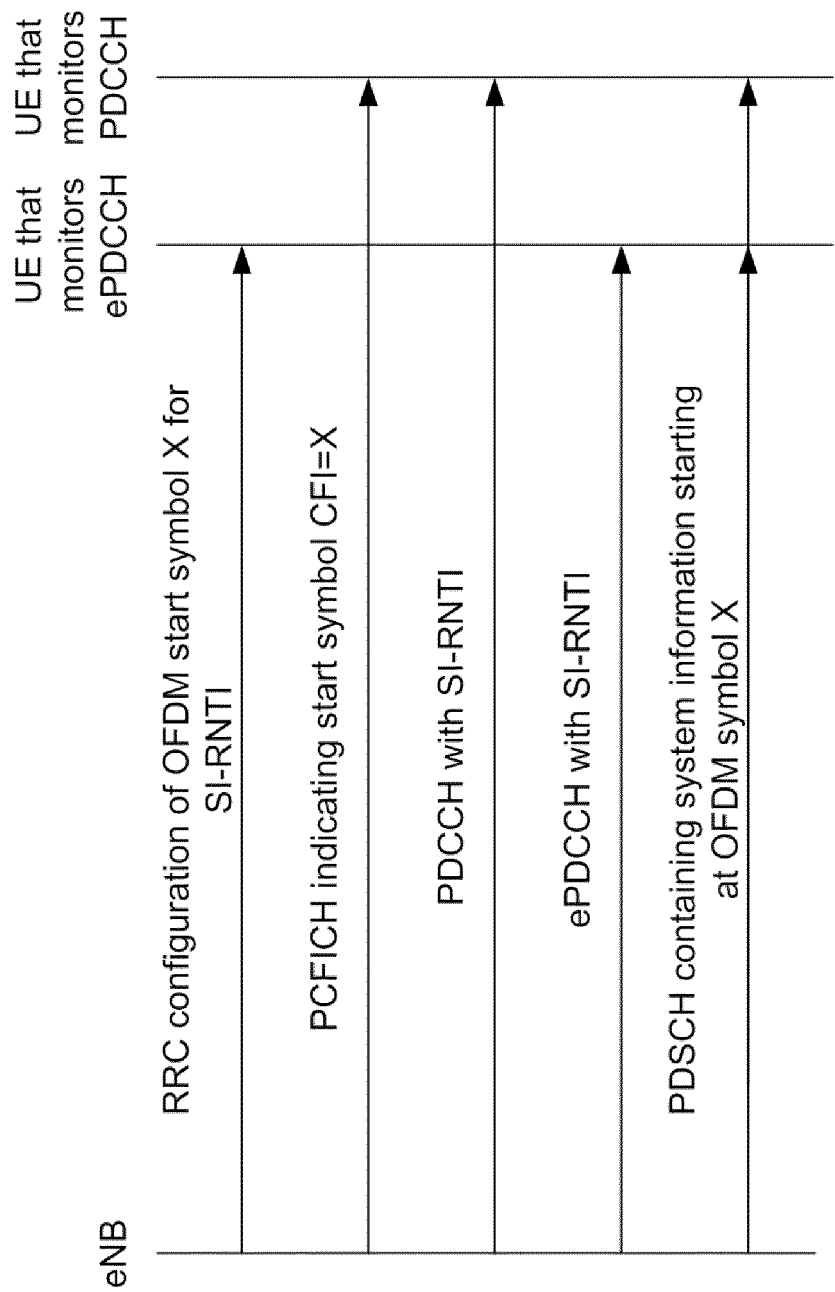 eNB
UE that
monitors
ePDCCH
UE that
monitors
PDCCH
RRC configuration of OFDM start symbol X for
SI-RNTI
PCFICH indicating start symbol CFI=X
PDCCH with SI-RNTI
ePDCCH with SI-RNTI
PDSCH containing system information starting
at OFDM symbol X